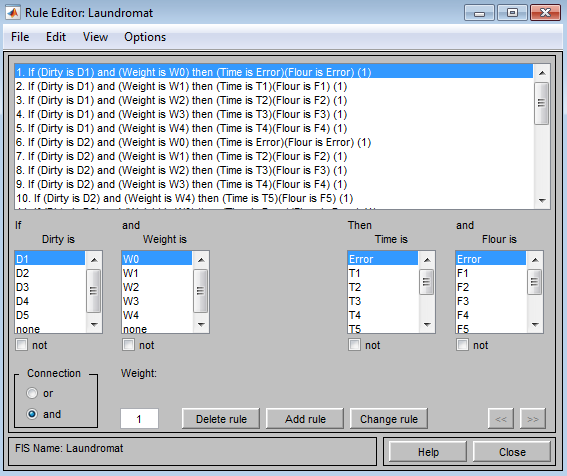 Rule Editor: Laundromat
File Edit View Options
1. If (Dirty is D1) and (Weight is W0) then (Time is Error)(Flour is Error) (1)
2. If (Dirty is D1) and (Weight is W1) then (Time is T1)(Flour is F1) (1)
3. If (Dirty is D1) and (Weight is W2) then (Time is T2)(Flour is F2) (1)
4. If (Dirty is D1) and (Weight is W3) then (Time is T3)(Flour is F3) (1)
5. If (Dirty is D1) and (Weight is W4) then (Time is T4)(Flour is F4) (1)
6. If (Dirty is D2) and (Weight is W0) then (Time is Error)(Flour is Error) (1)
7. If (Dirty is D2) and (Weight is W1) then (Time is T2)(Flour is F2) (1)
8. If (Dirty is D2) and (Weight is W2) then (Time is T3)(Flour is F3) (1)
9. If (Dirty is D2) and (Weight is W3) then (Time is T4)(Flour is F4) (1)
10. If (Dirty is D2) and (Weight is W4) then (Time is T5)(Flour is F5) (1)
If and Then and
Dirty is Weight is Time is Flour is
D1 W0 Error Error
D2 W1 T1 F1
D3 W2 T2 F2
D4 W3 T3 F3
D5 W4 T4 F4
none none T5 F5
not not not not
Connection Weight:
or
and 1 Delete rule Add rule Change rule << >>
FIS Name: Laundromat Help Close